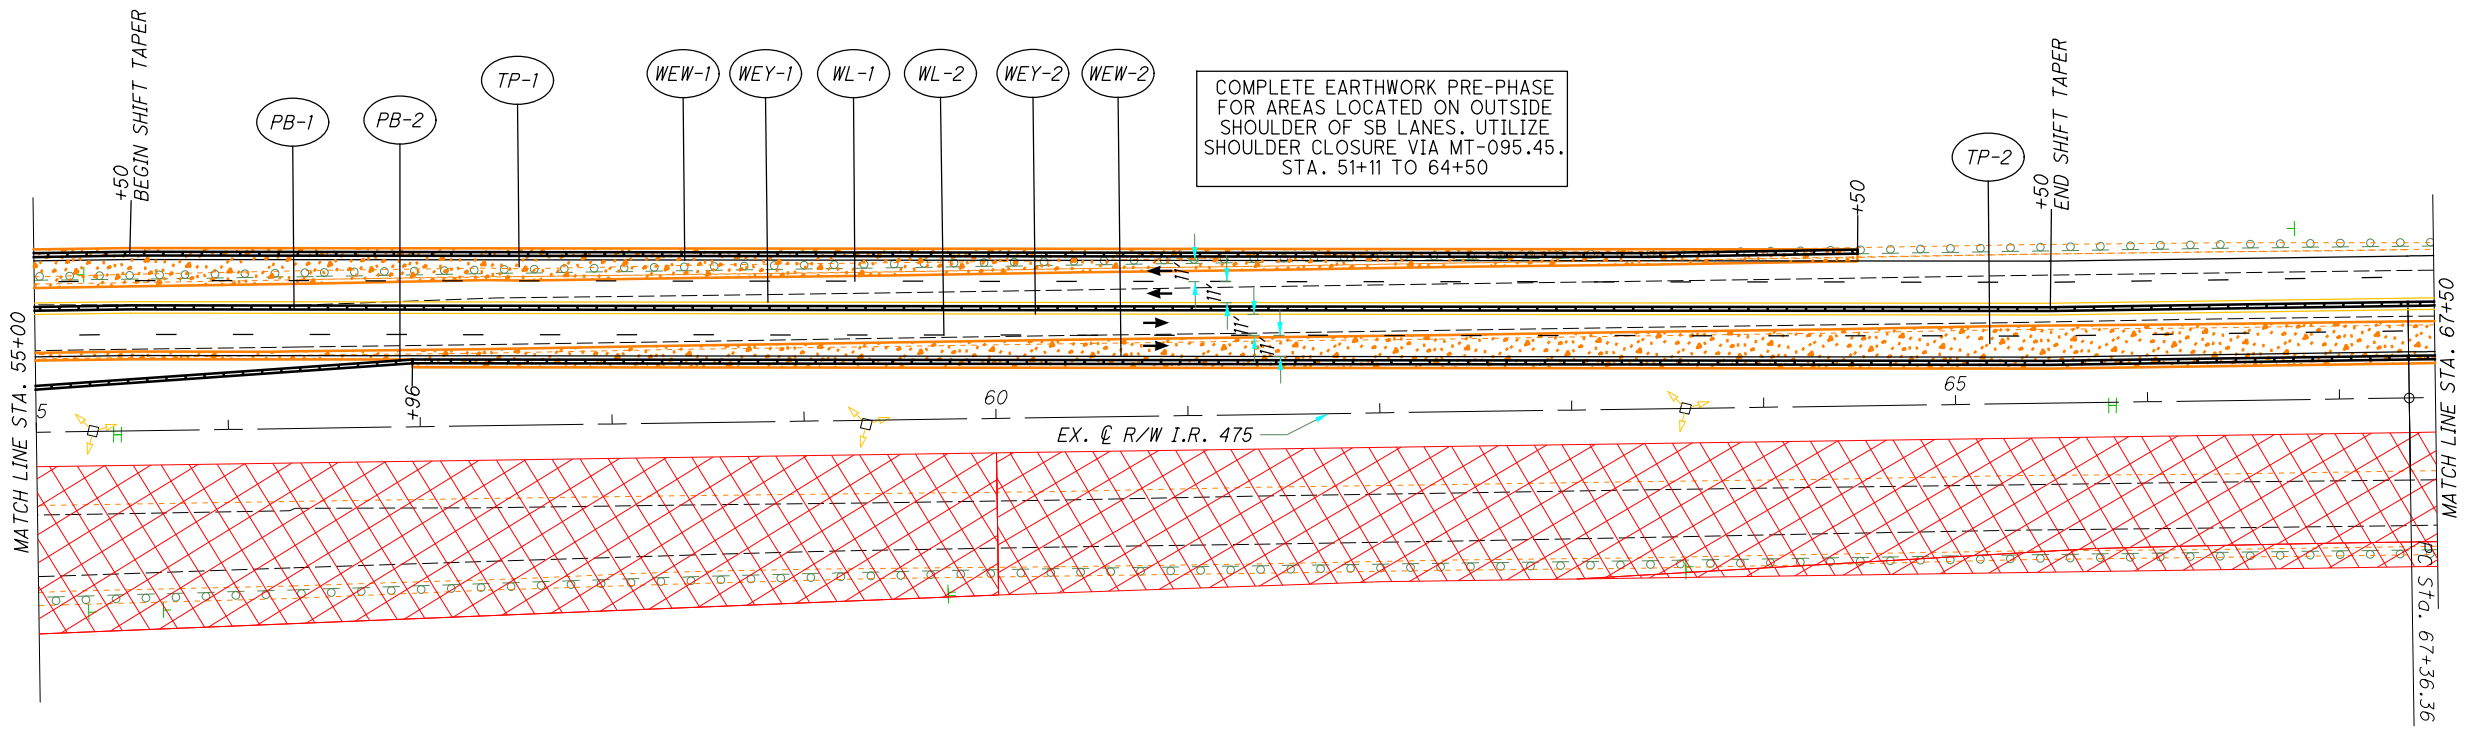 +50
BEGIN SHIFT TAPER
PB-1
PB-2
TP-1
WEW-1
WEY-1
WL-1
WL-2
WEY-2
WEW-2
COMPLETE EARTHWORK PRE-PHASE
FOR AREAS LOCATED ON OUTSIDE
SHOULDER OF SB LANES. UTILIZE
SHOULDER CLOSURE VIA MT-095.45.
STA. 51+11 TO 64+50
+50
TP-2
+50
END SHIFT TAPER
11'
11'
11'
11'
MATCH LINE STA. 55+00
5
+96
60
65
EX. ℄ R/W I.R. 475
MATCH LINE STA. 67+50
PC Sta. 67+36.36